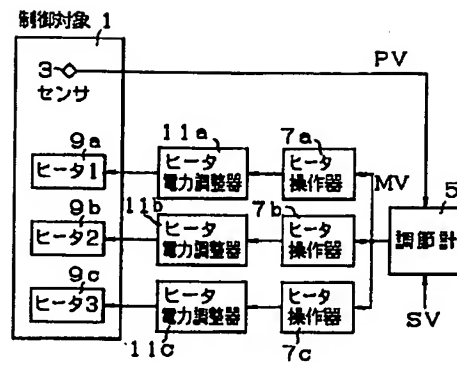 制御対象 1
3
センサ
PV
9a
ヒータ1
11a
ヒータ
電力調整器
7a
ヒータ
操作器
MV
5
調節計
9b
ヒータ2
11b
ヒータ
電力調整器
7b
ヒータ
操作器
9c
ヒータ3
ヒータ
電力調整器
11c
ヒータ
操作器
7c
SV